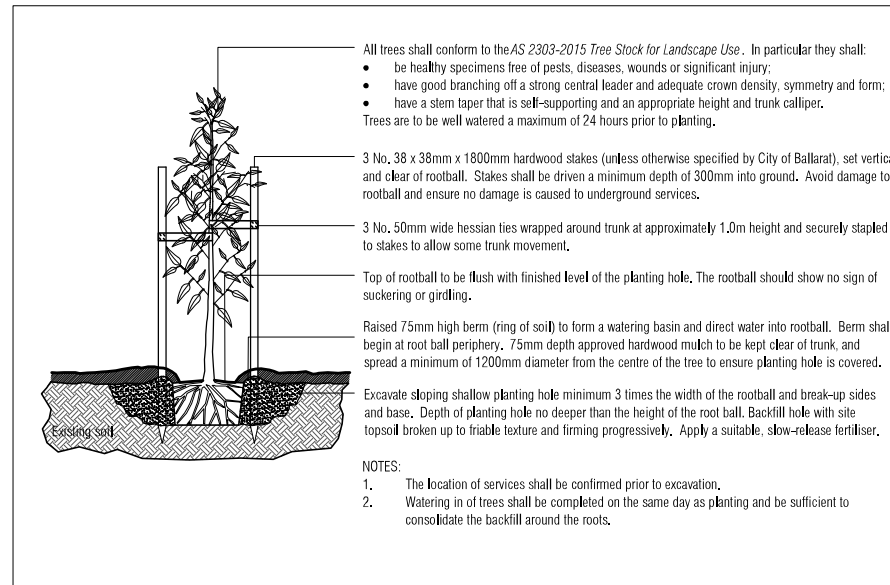 All trees shall conform to the AS 2303-2015 Tree Stock for Landscape Use. In particular they shall:
• be healthy specimens free of pests, diseases, wounds or significant injury;
• have good branching off a strong central leader and adequate crown density, symmetry and form;
• have a stem taper that is self-supporting and an appropriate height and trunk calliper.
Trees are to be well watered a maximum of 24 hours prior to planting.
3 No. 38 x 38mm x 1800mm hardwood stakes (unless otherwise specified by City of Ballarat), set vertica
and clear of rootball. Stakes shall be driven a minimum depth of 300mm into ground. Avoid damage to
rootball and ensure no damage is caused to underground services.
3 No. 50mm wide hessian ties wrapped around trunk at approximately 1.0m height and securely stapled
to stakes to allow some trunk movement.
Top of rootball to be flush with finished level of the planting hole. The rootball should show no sign of
suckering or girdling.
Raised 75mm high berm (ring of soil) to form a watering basin and direct water into rootball. Berm shal
begin at root ball periphery. 75mm depth approved hardwood mulch to be kept clear of trunk, and
spread a minimum of 1200mm diameter from the centre of the tree to ensure planting hole is covered.
Excavate sloping shallow planting hole minimum 3 times the width of the rootball and break-up sides
and base. Depth of planting hole no deeper than the height of the root ball. Backfill hole with site
topsoil broken up to friable texture and firming progressively. Apply a suitable, slow-release fertiliser.
Existing soil
NOTES:
1. The location of services shall be confirmed prior to excavation.
2. Watering in of trees shall be completed on the same day as planting and be sufficient to
consolidate the backfill around the roots.